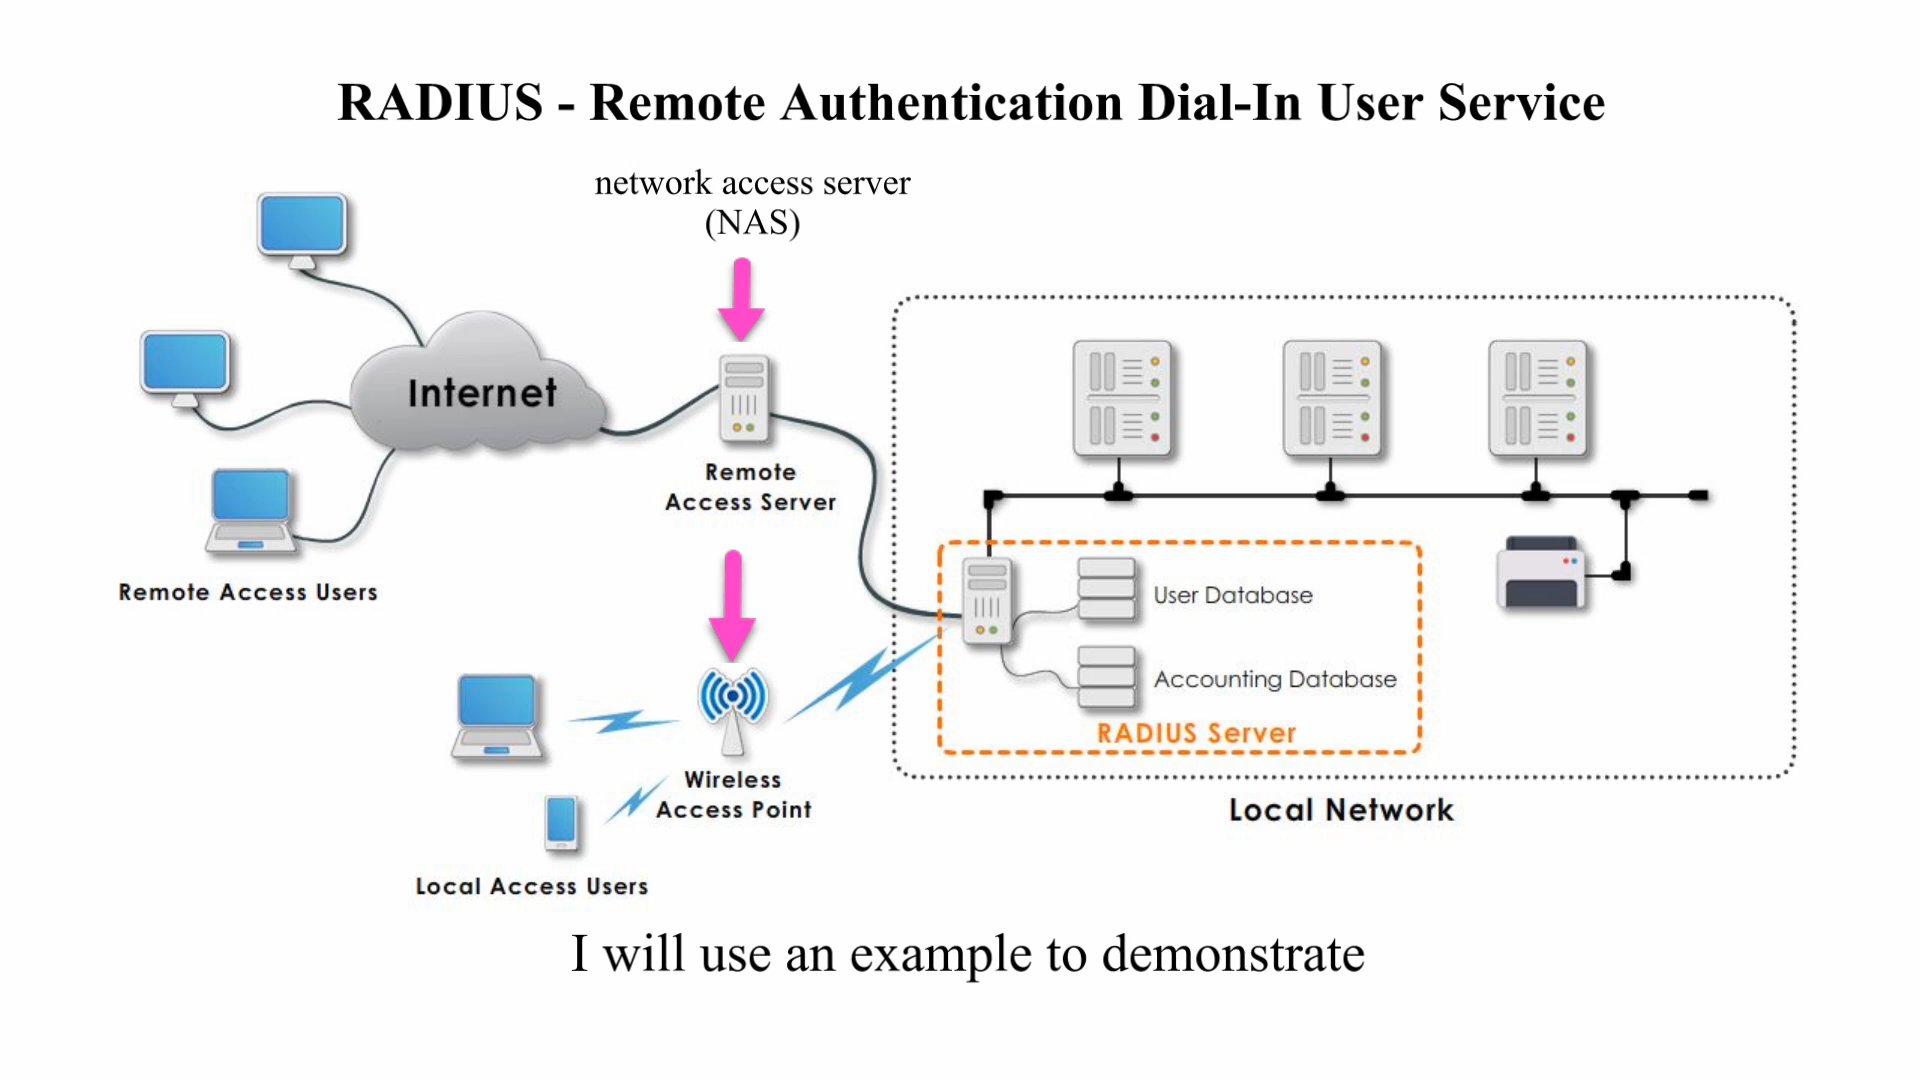 RADIUS - Remote Authentication Dial-In User Service
network access server
(NAS)
Internet
Remote
Access Server
Remote Access Users
User Database
Accounting Database
RADIUS Server
Wireless
Access Point
Local Network
Local Access Users
I will use an example to demonstrate